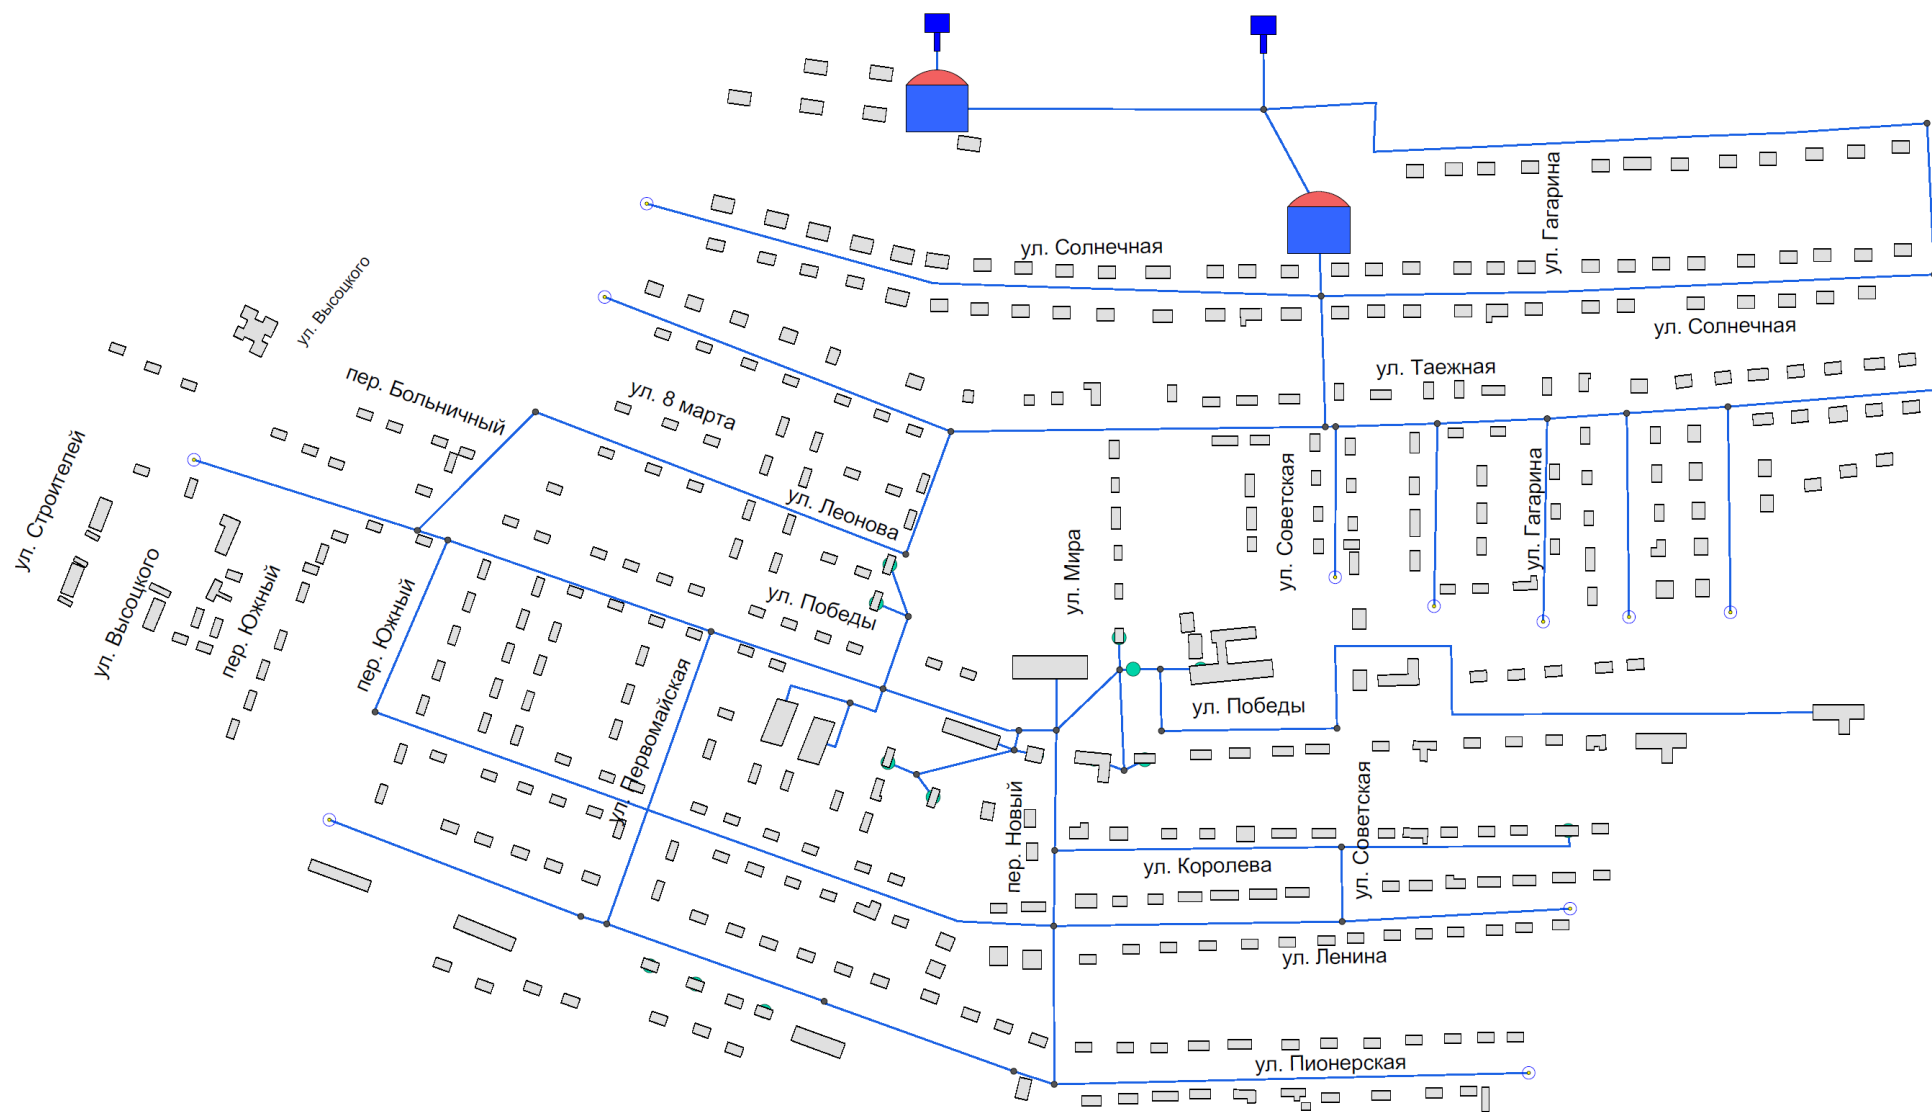 ул. Гагарина
ул. Солнечная
ул. Высоцкого
ул. Солнечная
пер. Больничный
ул. Таежная
ул. 8 марта
ул. Строителей
ул. Леонова
ул. Советская
ул. Гагарина
ул. Мира
ул. Высоцкого
пер. Южный
пер. Южный
ул. Победы
ул. Первомайская
ул. Победы
пер. Новый
ул. Советская
ул. Королева
ул. Ленина
ул. Пионерская